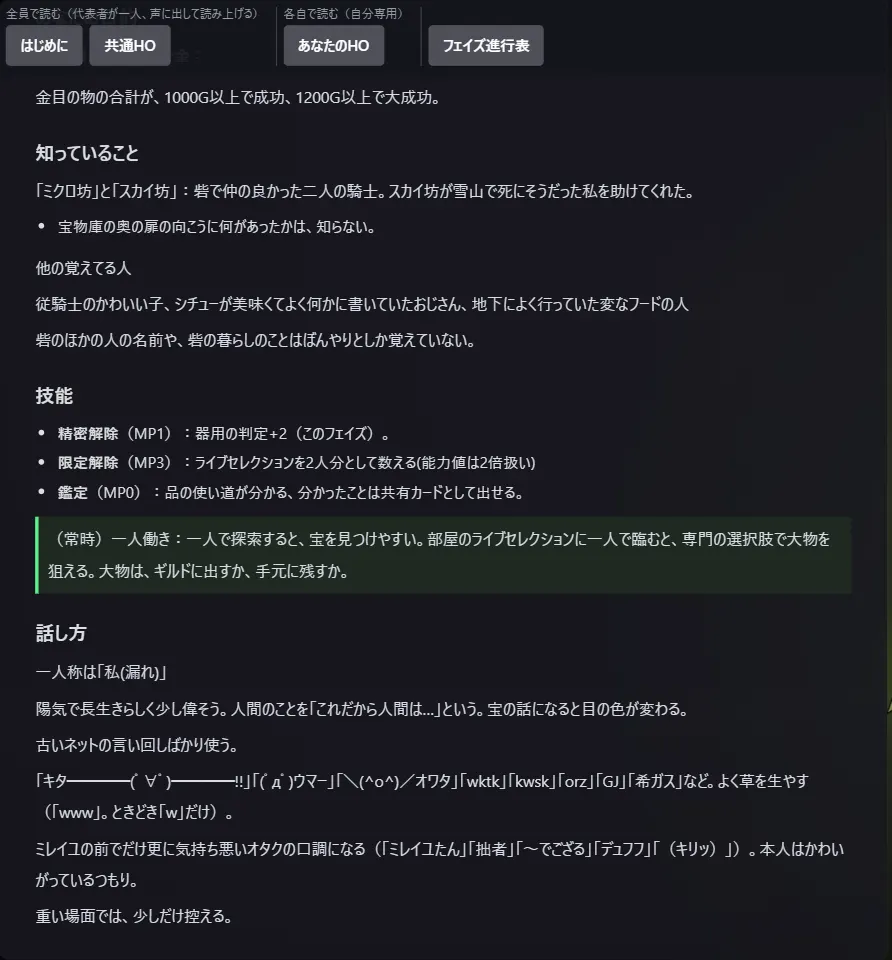 全員で読む（代表者が一人、声に出して読み上げる）
各自で読む（自分専用）
はじめに
共通HO
あなたのHO
フェイズ進行表
金目の物の合計が、1000G以上で成功、1200G以上で大成功。
知っていること
「ミクロ坊」と「スカイ坊」：砦で仲の良かった二人の騎士。スカイ坊が雪山で死にそうだった私を助けてくれた。
• 宝物庫の奥の扉の向こうに何があったかは、知らない。
他の覚えてる人
従騎士のかわいい子、シチューが美味くてよく何かに書いていたおじさん、地下によく行っていた変なフードの人
砦のほかの人の名前や、砦の暮らしのことはぼんやりとしか覚えていない。
技能
• 精密解除（MP1）：器用の判定+2（このフェイズ）。
• 限定解除（MP3）：ライブセレクションを2人分として数える(能力値は2倍扱い)
• 鑑定（MP0）：品の使い道が分かる、分かったことは共有カードとして出せる。
（常時）一人働き：一人で探索すると、宝を見つけやすい。部屋のライブセレクションに一人で臨むと、専門の選択肢で大物を
狙える。大物は、ギルドに出すか、手元に残すか。
話し方
一人称は「私(漏れ)」
陽気で長生きらしく少し偉そう。人間のことを「これだから人間は…」という。宝の話になると目の色が変わる。
古いネットの言い回しばかり使う。
「キタ━━━━(ﾟ∀ﾟ)━━━━!!」「(ﾟДﾟ)ウマー」「＼(^o^)／オワタ」「wktk」「kwsk」「orz」「GJ」「希ガス」など。よく草を生やす
（「www」。ときどき「w」だけ）。
ミレイユの前でだけ更に気持ち悪いオタクの口調になる（「ミレイユたん」「拙者」「～でござる」「デュフフ」「（キリッ）」）。本人はかわい
がっているつもり。
重い場面では、少しだけ控える。